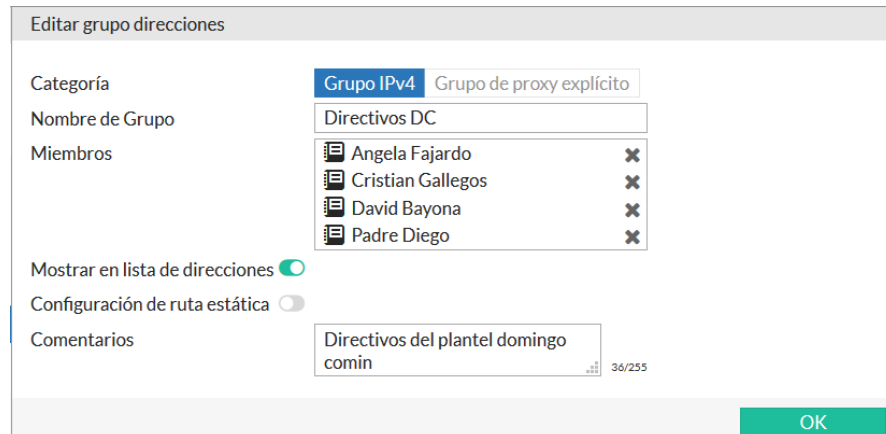 Editar grupo direcciones
Categoría Grupo IPv4 Grupo de proxy explícito
Nombre de Grupo Directivos DC
Miembros Angela Fajardo
Cristian Gallegos
David Bayona
Padre Diego
Mostrar en lista de direcciones
Configuración de ruta estática
Comentarios Directivos del plantel domingo
comin 36/255
OK